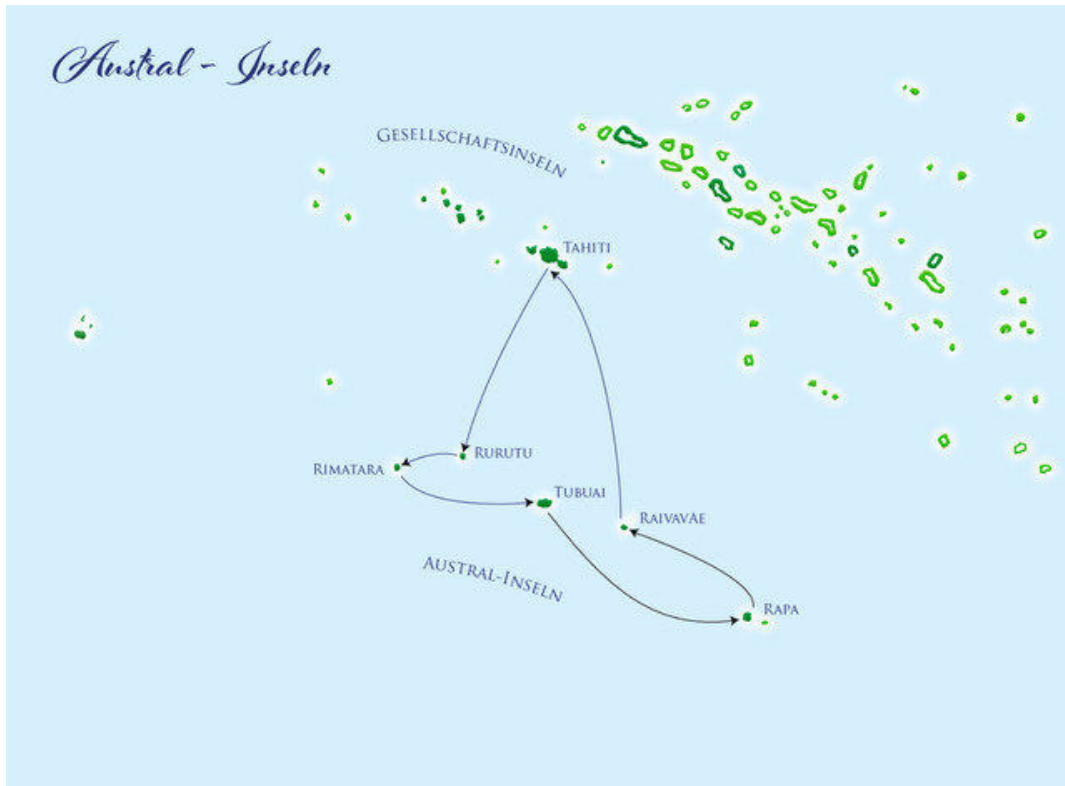 Austral - Inseln
Gesellschaftsinseln
Tahiti
Rurutu
Rimatara
Tubuai
Raivavae
Austral-Inseln
Rapa